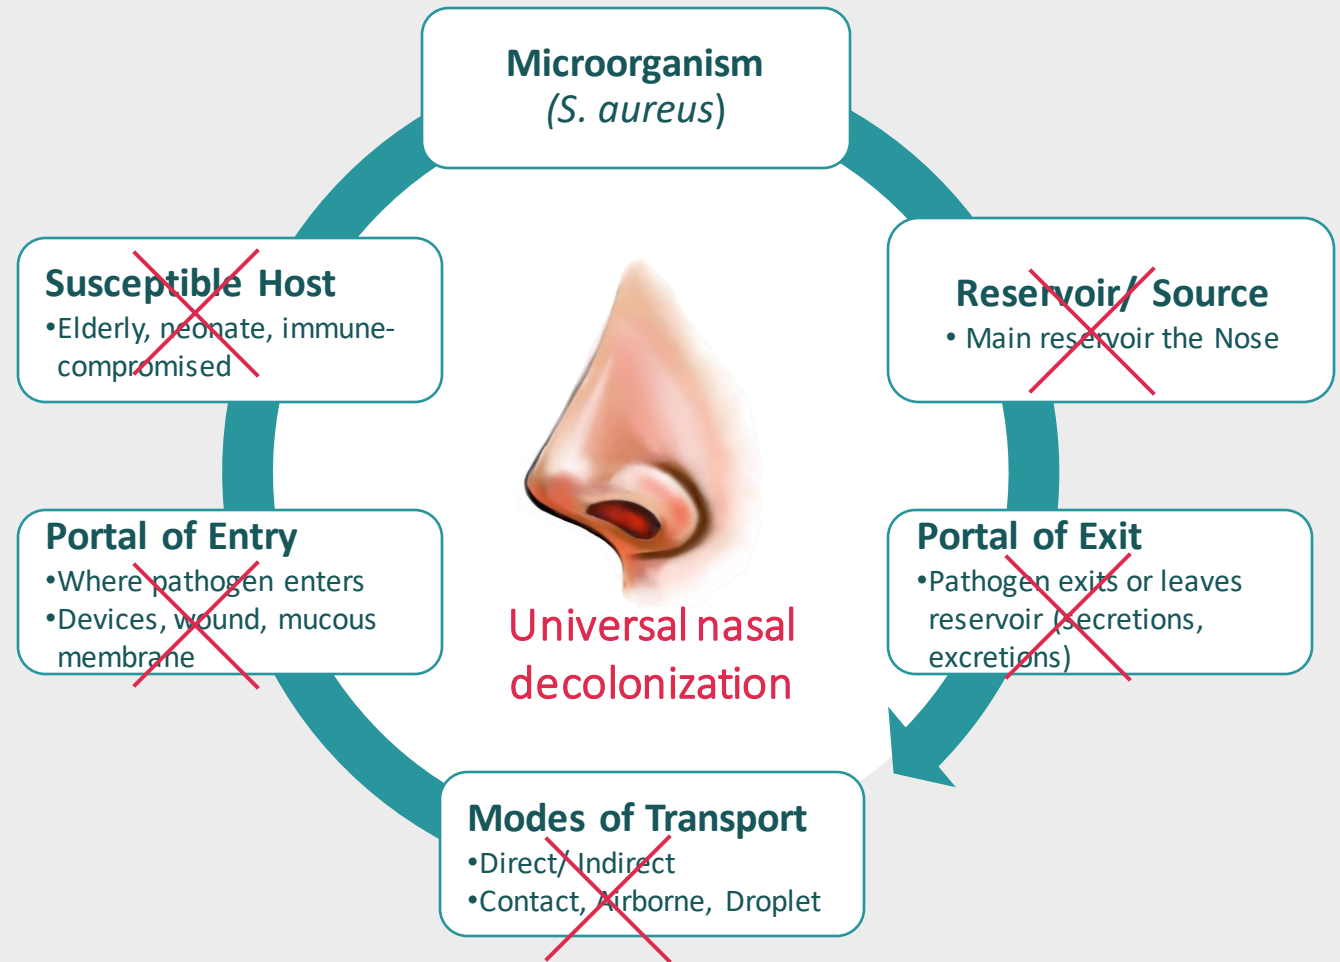 Microorganism
(S. aureus)
Reservoir/ Source
• Main reservoir the Nose
Portal of Exit
•Pathogen exits or leaves
reservoir (secretions,
excretions)
Modes of Transport
•Direct/ Indirect
•Contact, Airborne, Droplet
Portal of Entry
•Where pathogen enters
•Devices, wound, mucous
membrane
Susceptible Host
•Elderly, neonate, immune-
compromised
Universal nasal
decolonization